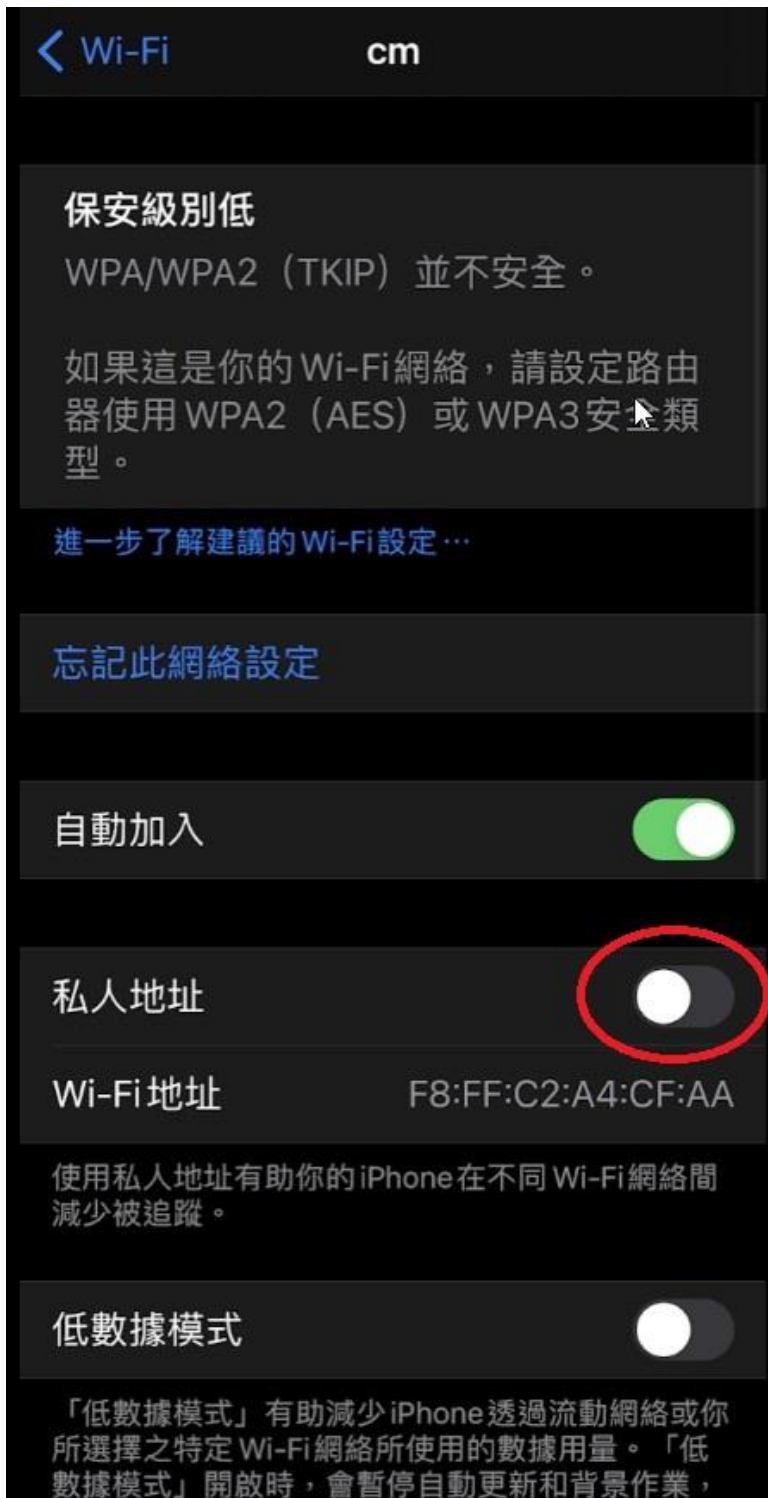 Wi-Fi
cm
保安級別低
WPA/WPA2（TKIP）並不安全。
如果這是你的Wi-Fi網絡，請設定路由
器使用WPA2（AES）或WPA3安全類
型。
進一步了解建議的Wi-Fi設定…
忘記此網絡設定
自動加入
私人地址
Wi-Fi地址
F8:FF:C2:A4:CF:AA
使用私人地址有助你的iPhone在不同Wi-Fi網絡間
減少被追蹤。
低數據模式
「低數據模式」有助減少iPhone透過流動網絡或你
所選擇之特定Wi-Fi網絡所使用的數據用量。「低
數據模式」開啟時，會暫停自動更新和背景作業，